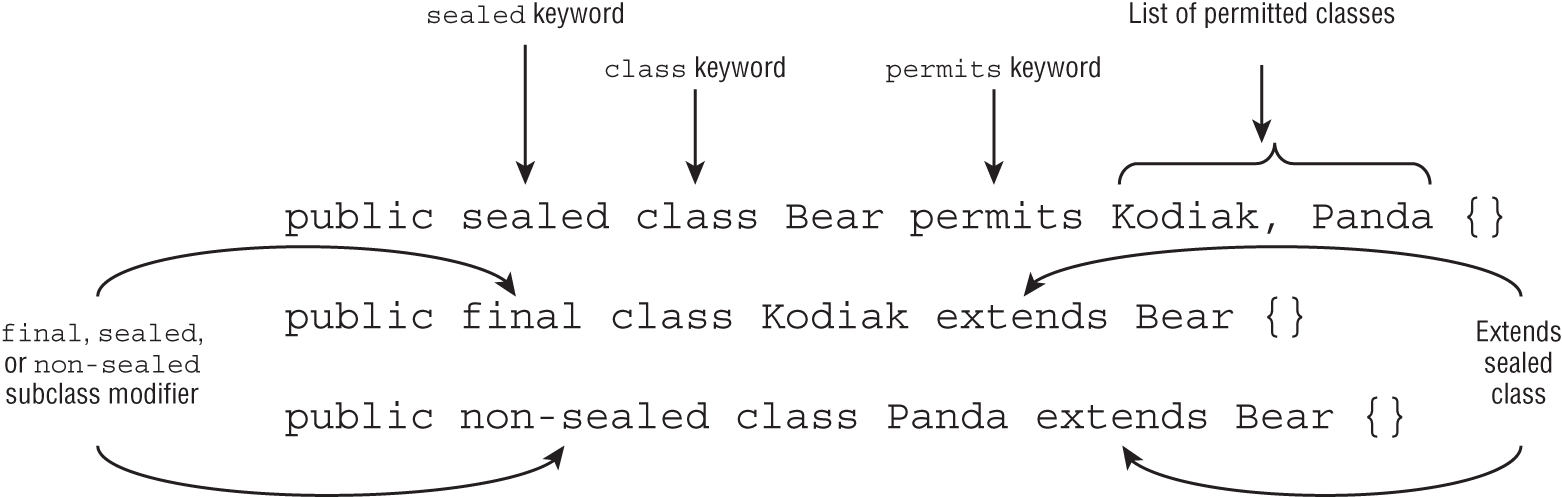 sealed keyword
List of permitted classes
class keyword
permits keyword
public sealed class Bear permits Kodiak, Panda {}
public final class Kodiak extends Bear {}
final, sealed,
or non-sealed
subclass modifier
Extends
sealed
class
public non-sealed class Panda extends Bear {}